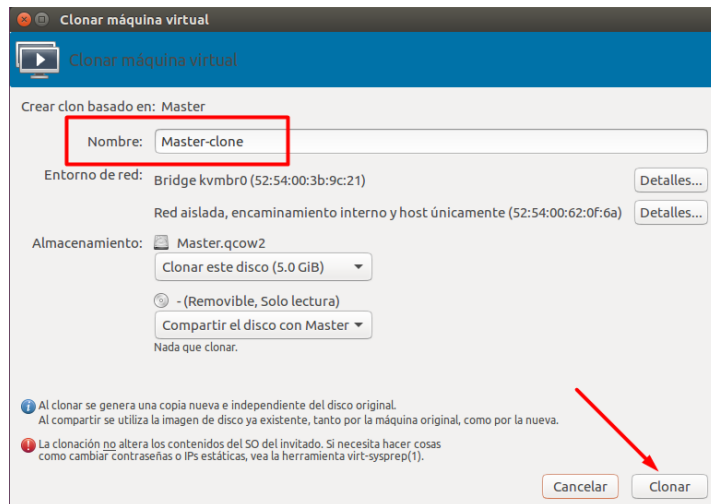 Clonar máquina virtual
Clonar máquina virtual
Crear clon basado en: Master
Nombre: Master-clone
Entorno de red: Bridge kvmbr0 (52:54:00:3b:9c:21) Detalles...
Red aislada, encaminamiento interno y host únicamente (52:54:00:62:0f:6a) Detalles...
Almacenamiento: Master.qcow2
Clonar este disco (5.0 GiB)
- (Removible, Solo lectura)
Compartir el disco con Master
Nada que clonar.
Al clonar se genera una copia nueva e independiente del disco original.
Al compartir se utiliza la imagen de disco ya existente, tanto por la máquina original, como por la nueva.
La clonación no altera los contenidos del SO del invitado. Si necesita hacer cosas
como cambiar contraseñas o IPs estáticas, vea la herramienta virt-sysprep(1).
Cancelar Clonar